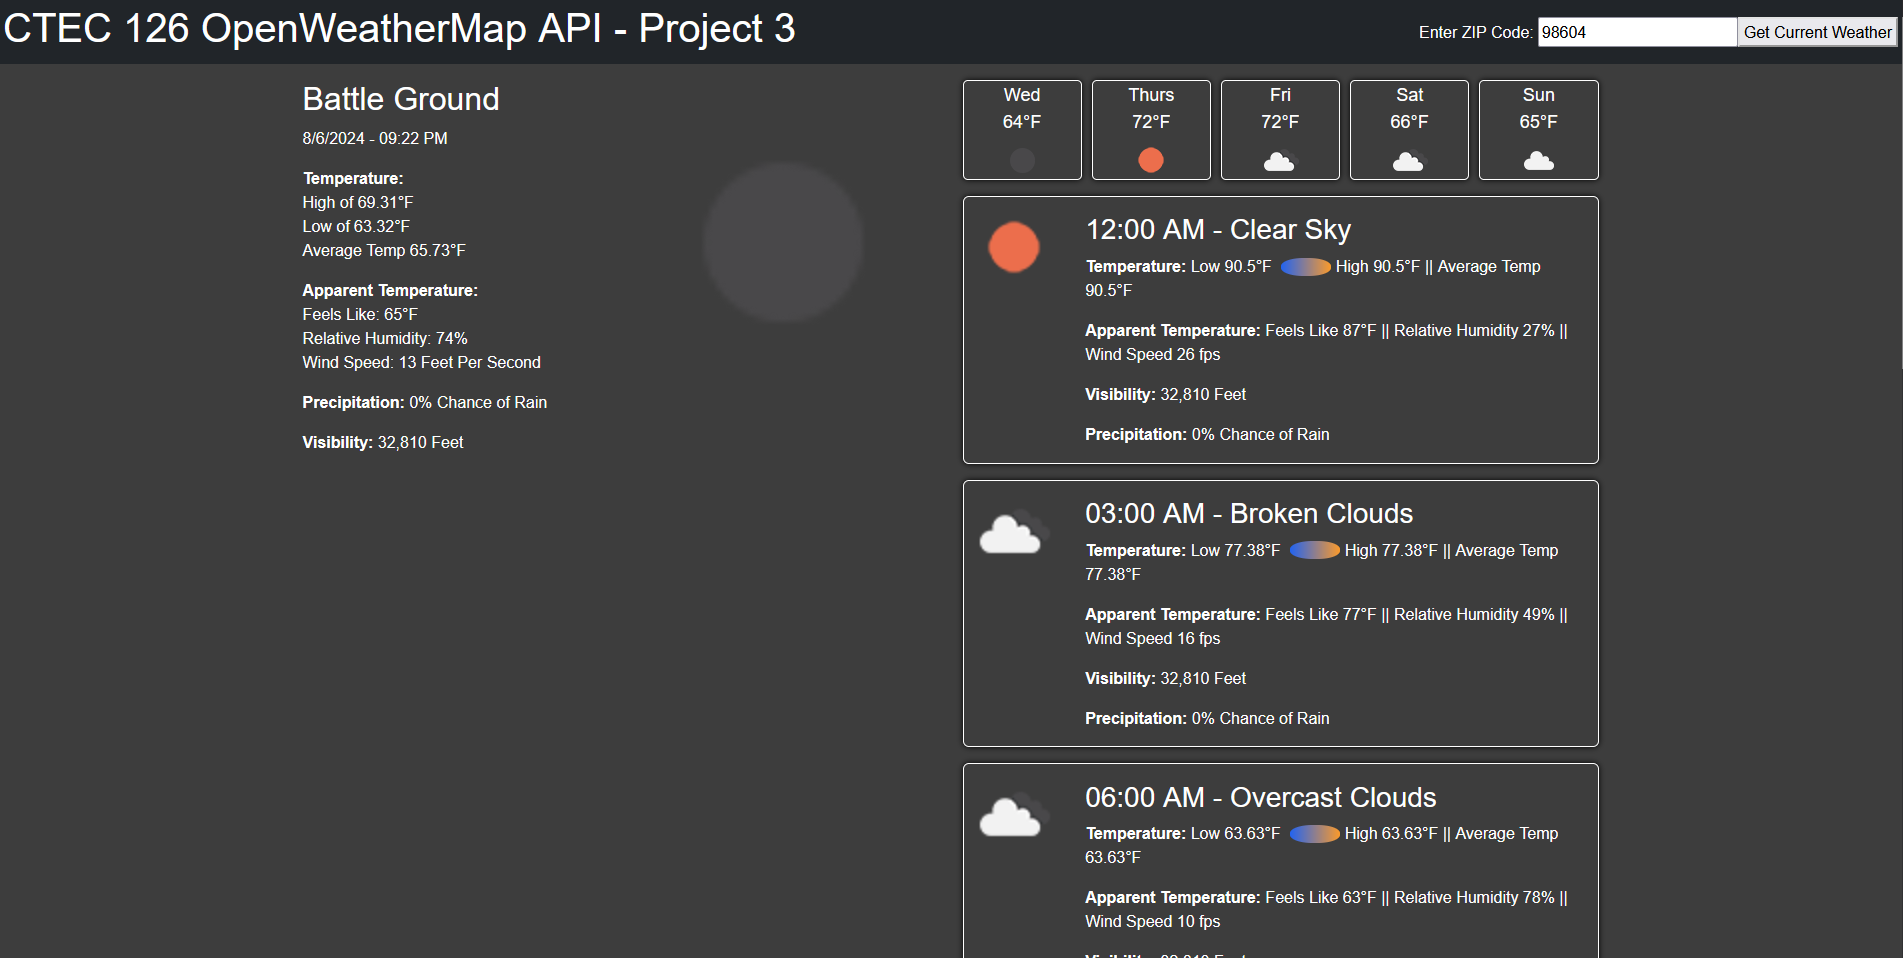 CTEC 126 OpenWeatherMap API - Project 3
Enter ZIP Code: 98604 Get Current Weather
Battle Ground
8/6/2024 - 09:22 PM
Temperature:
High of 69.31°F
Low of 63.32°F
Average Temp 65.73°F
Apparent Temperature:
Feels Like: 65°F
Relative Humidity: 74%
Wind Speed: 13 Feet Per Second
Precipitation: 0% Chance of Rain
Visibility: 32,810 Feet
Wed
64°F
Thurs
72°F
Fri
72°F
Sat
66°F
Sun
65°F
12:00 AM - Clear Sky
Temperature: Low 90.5°F High 90.5°F || Average Temp
90.5°F
Apparent Temperature: Feels Like 87°F || Relative Humidity 27% ||
Wind Speed 26 fps
Visibility: 32,810 Feet
Precipitation: 0% Chance of Rain
03:00 AM - Broken Clouds
Temperature: Low 77.38°F High 77.38°F || Average Temp
77.38°F
Apparent Temperature: Feels Like 77°F || Relative Humidity 49% ||
Wind Speed 16 fps
Visibility: 32,810 Feet
Precipitation: 0% Chance of Rain
06:00 AM - Overcast Clouds
Temperature: Low 63.63°F High 63.63°F || Average Temp
63.63°F
Apparent Temperature: Feels Like 63°F || Relative Humidity 78% ||
Wind Speed 10 fps